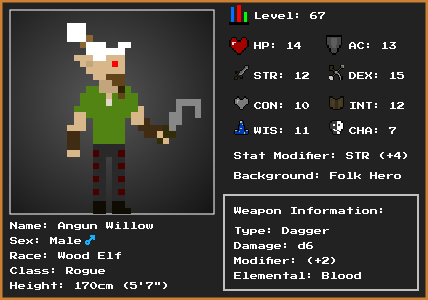 Level: 67
HP: 14 AC: 13
STR: 12 DEX: 15
CON: 10 INT: 12
WIS: 11 CHA: 7
Stat Modifier: STR (+4)
Background: Folk Hero
Weapon Information:
Type: Dagger
Damage: d6
Modifier: (+2)
Elemental: Blood
Name: Angun Willow
Sex: Male ♂
Race: Wood Elf
Class: Rogue
Height: 170cm (5'7")